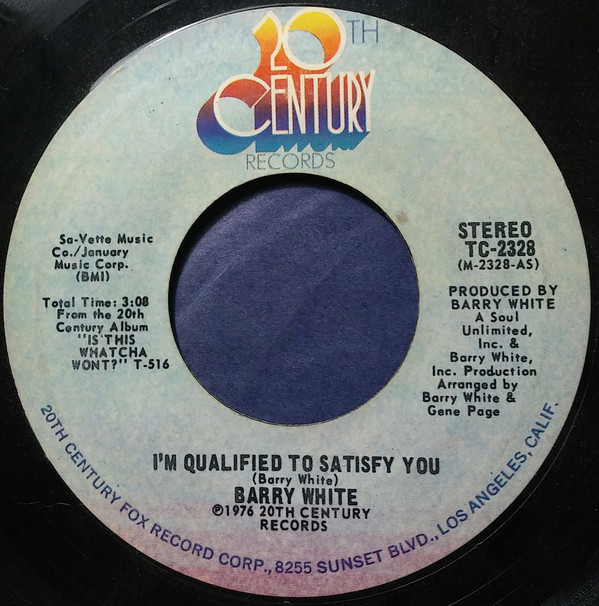 20TH
CENTURY
RECORDS
Sa-Vette Music
Co./January
Music Corp.
(BMI)
Total Time: 3:08
From the 20th
Century Album
"IS THIS
WHATCHA
WONT?" T-516
STEREO
TC-2328
(M-2328-AS)
PRODUCED BY
BARRY WHITE
A Soul
Unlimited,
Inc. &
Barry White,
Inc. Production
Arranged by
Barry White &
Gene Page
I'M QUALIFIED TO SATISFY YOU
(Barry White)
BARRY WHITE
℗1976 20TH CENTURY
RECORDS
20TH CENTURY FOX RECORD CORP., 8255 SUNSET BLVD., LOS ANGELES, CALIF.